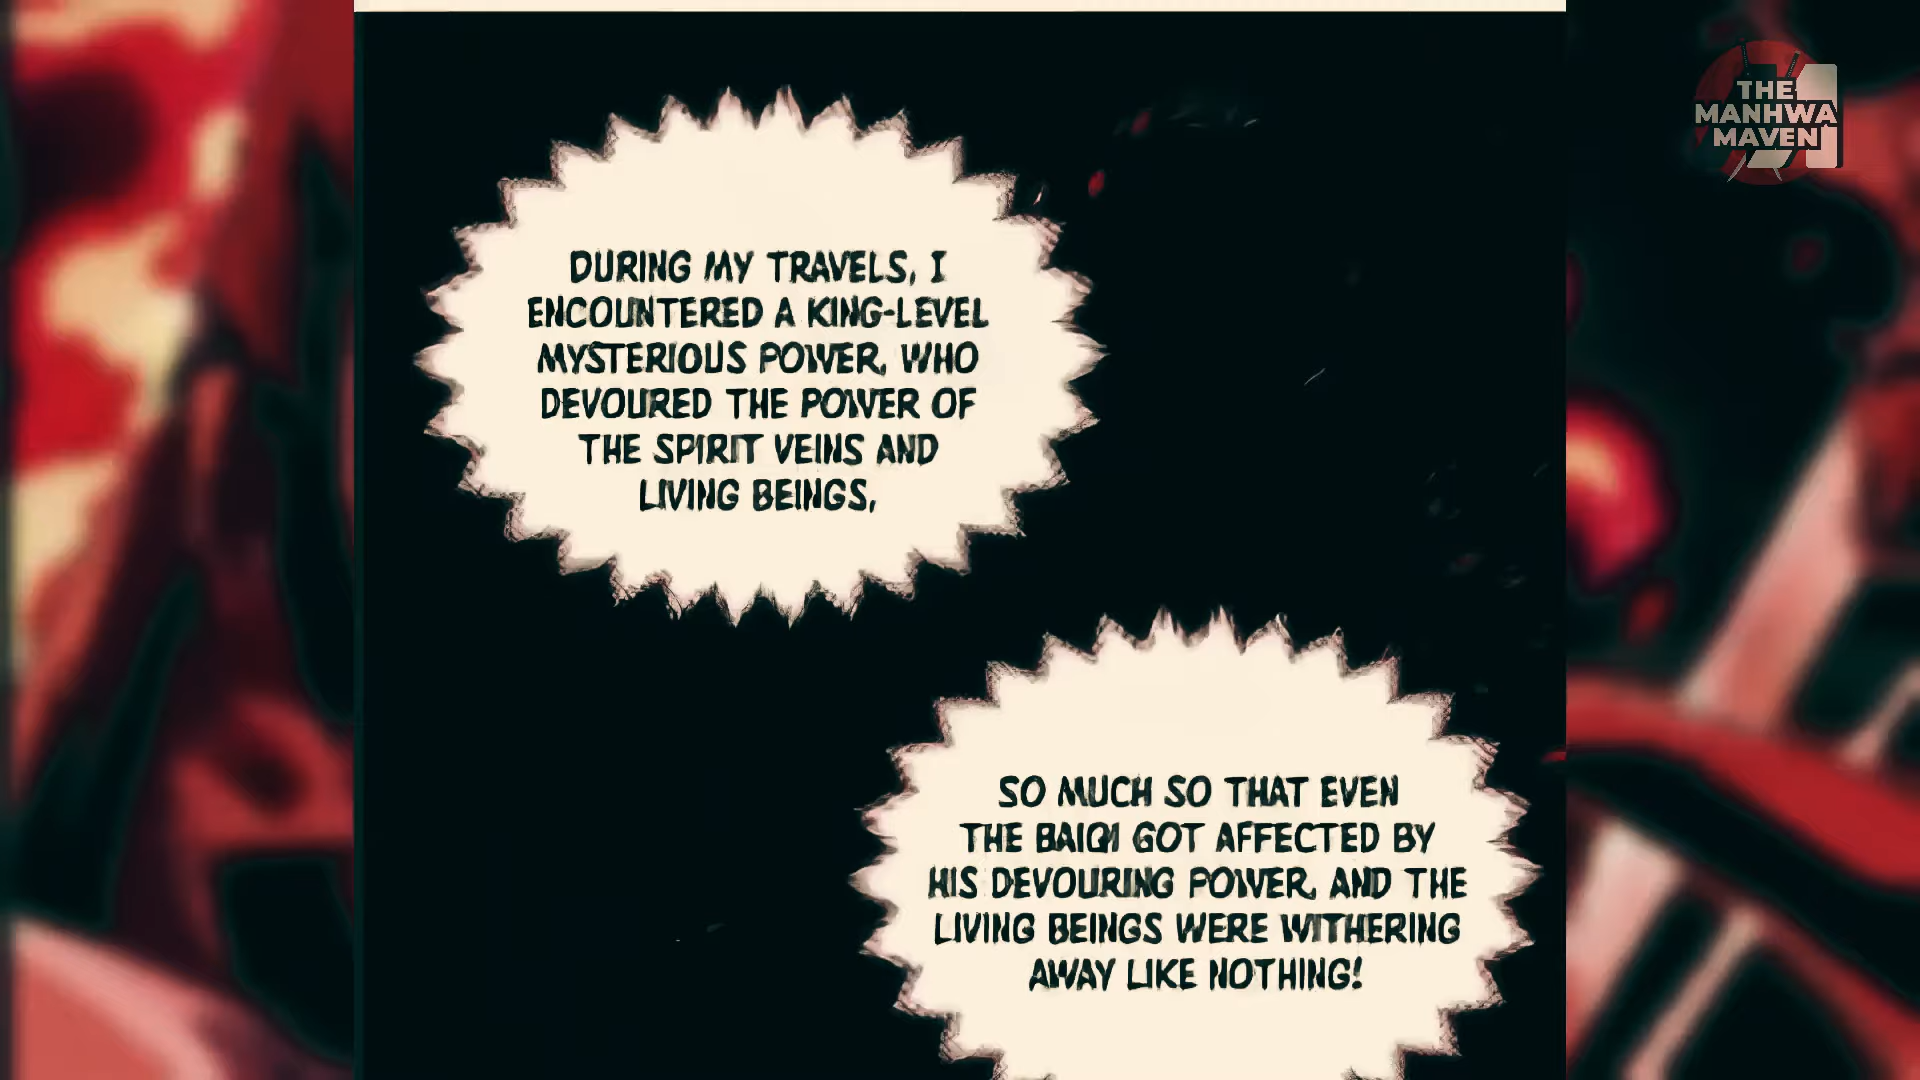 THE
MANHWA
MAVEN
DURING MY TRAVELS, I
ENCOUNTERED A KING-LEVEL
MYSTERIOUS POWER, WHO
DEVOURED THE POWER OF
THE SPIRIT VEINS AND
LIVING BEINGS,
SO MUCH SO THAT EVEN
THE BAIQI GOT AFFECTED BY
HIS DEVOURING POWER, AND THE
LIVING BEINGS WERE WITHERING
AWAY LIKE NOTHING!